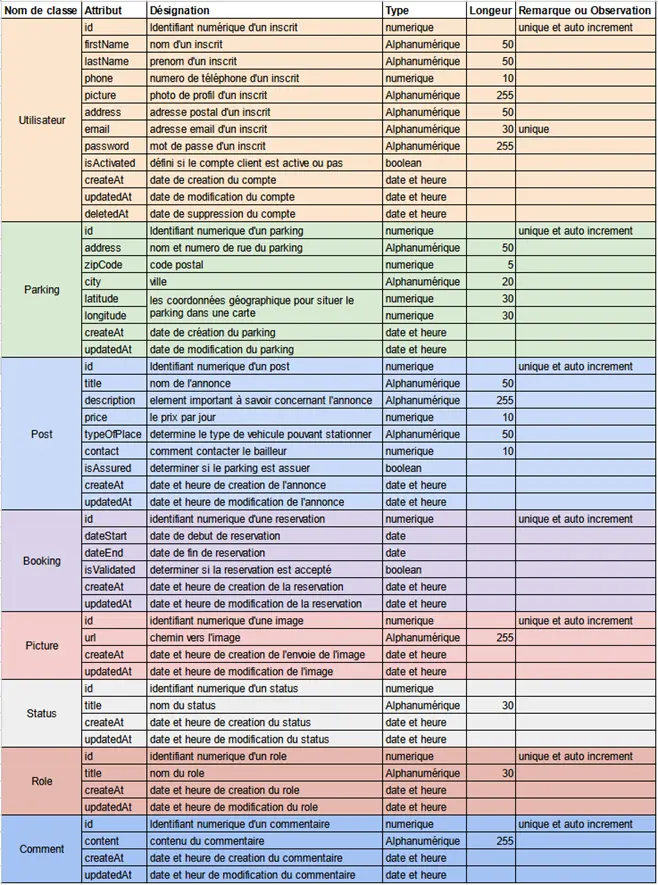 Nom de classe Attribut Désignation Type Longeur Remarque ou Observation
Utilisateur
id Identifiant numérique d'un inscrit numerique unique et auto increment
firstName nom d'un inscrit Alphanumérique 50
lastName prenom d'un inscrit Alphanumérique 50
phone numero de téléphone d'un inscrit numérique 10
picture photo de profil d'un inscrit Alphanumérique 255
address adresse postal d'un inscrit Alphanumérique 50
email adresse email d'un inscrit Alphanumérique 30 unique
password mot de passe d'un inscrit Alphanumérique 255
isActivated défini si le compte client est active ou pas boolean
createAt date de creation du compte date et heure
updatedAt date de modification du compte date et heure
deletedAt date de suppression du compte date et heure
Parking
id Identifiant numérique d'un parking numerique unique et auto increment
address nom et numero de rue du parking Alphanumérique 50
zipCode code postal numerique 5
city ville Alphanumérique 20
latitude les coordonnées géographique pour situer le numerique 30
longitude parking dans une carte numerique 30
createAt date de création du parking date et heure
updatedAt date de modification du parking date et heure
Post
id Identifiant numerique d'un post numerique unique et auto increment
title nom de l'annonce Alphanumérique 50
description element important à savoir concernant l'annonce Alphanumérique 255
price le prix par jour numerique 10
typeOfPlace determine le type de vehicule pouvant stationner Alphanumérique 50
contact comment contacter le bailleur numerique 10
isAssured determiner si le parking est assuer boolean
createAt date et heure de creation de l'annonce date et heure
updatedAt date et heure de modification de l'annonce date et heure
Booking
id identifiant numerique d'une reservation numerique unique et auto increment
dateStart date de debut de reservation date
dateEnd date de fin de reservation date
isValidated determiner si la reservation est accepté boolean
createAt date et heure de creation de la reservation date et heure
updatedAt date et heure de modification de la reservation date et heure
Picture
id identifiant numerique d'une image numerique unique et auto increment
url chemin vers l'image Alphanumérique 255
createAt date et heure de creation de l'envoie de l'image date et heure
updatedAt date et heure de modification de l'image date et heure
Status
id identifiant numerique d'un status numerique
title nom du status Alphanumérique 30
createAt date et heure de creation du status date et heure
updatedAt date et heure de modification du status date et heure
Role
id identifiant numerique d'un role numerique unique et auto increment
title nom du role Alphanumérique 30
createAt date et heure de creation du role date et heure
updatedAt date et heure de modification du role date et heure
Comment
id Identifiant numerique d'un commentaire numerique unique et auto increment
content contenu du commentaire Alphanumérique 255
createAt date et heure de creation du commentaire date et heure
updatedAt date et heur de modification du commentaire date et heure